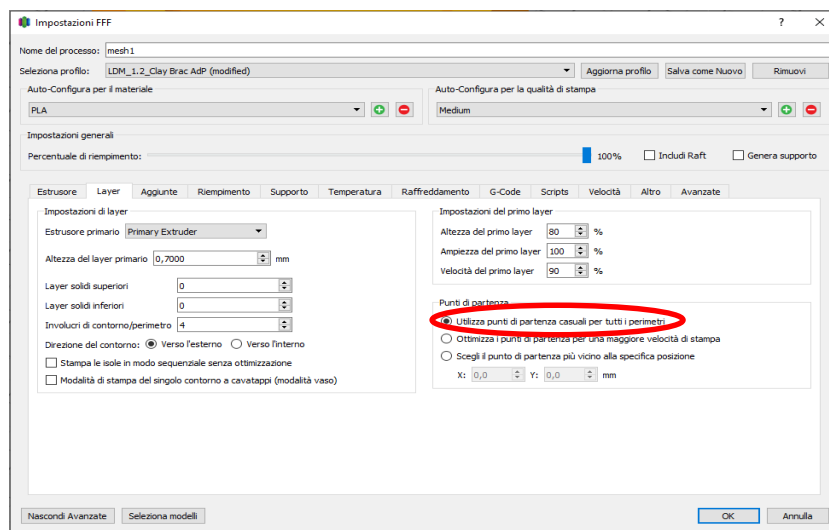 Impostazioni FFF
Nome del processo: mesh1
Seleziona profilo: LDM_1.2_Clay Brac AdP (modified) Aggiorna profilo Salva come Nuovo Rimuovi
Auto-Configura per il materiale Auto-Configura per la qualità di stampa
PLA Medium
Impostazioni generali
Percentuale di riempimento: 100% Includi Raft Genera supporto
Estrusore Layer Aggiunte Riempimento Supporto Temperatura Raffreddamento G-Code Scripts Velocità Altro Avanzate
Impostazioni di layer
Estrusore primario Primary Extruder
Altezza del layer primario 0,7000 mm
Layer solidi superiori 0
Layer solidi inferiori 0
Involucri di contorno/perimetro 4
Direzione del contorno: Verso l'esterno Verso l'interno
Stampa le isole in modo sequenziale senza ottimizzazione
Modalità di stampa del singolo contorno a cavatappi (modalità vaso)
Impostazioni del primo layer
Altezza del primo layer 80 %
Ampiezza del primo layer 100 %
Velocità del primo layer 90 %
Punti di partenza
Utilizza punti di partenza casuali per tutti i perimetri
Ottimizza i punti di partenza per una maggiore velocità di stampa
Scegli il punto di partenza più vicino alla specifica posizione
X: 0,0 Y: 0,0 mm
Nascondi Avanzate Seleziona modelli OK Annulla